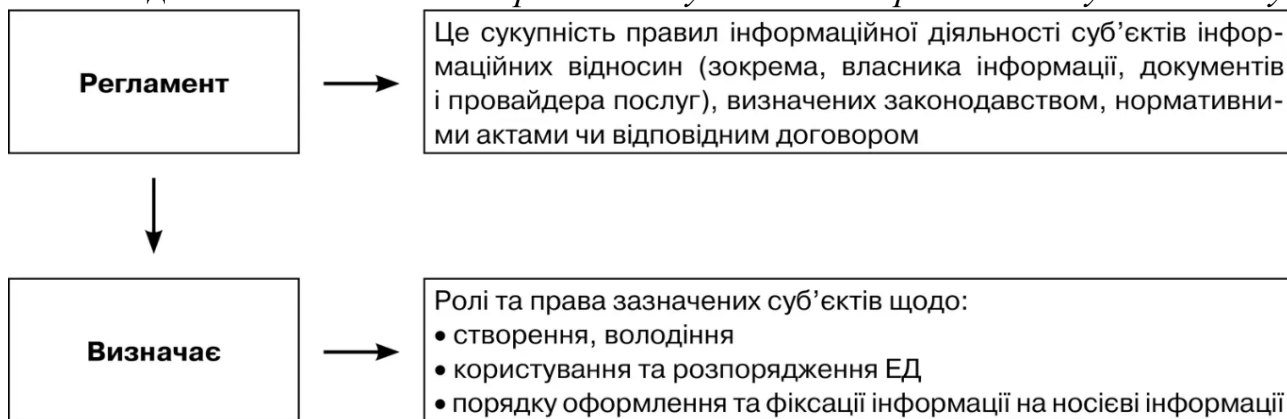 Регламент
Це сукупність правил інформаційної діяльності суб’єктів інфор-
маційних відносин (зокрема, власника інформації, документів
і провайдера послуг), визначених законодавством, нормативни-
ми актами чи відповідним договором
Визначає
Ролі та права зазначених суб’єктів щодо:
• створення, володіння
• користування та розпорядження ЕД
• порядку оформлення та фіксації інформації на носієві інформації